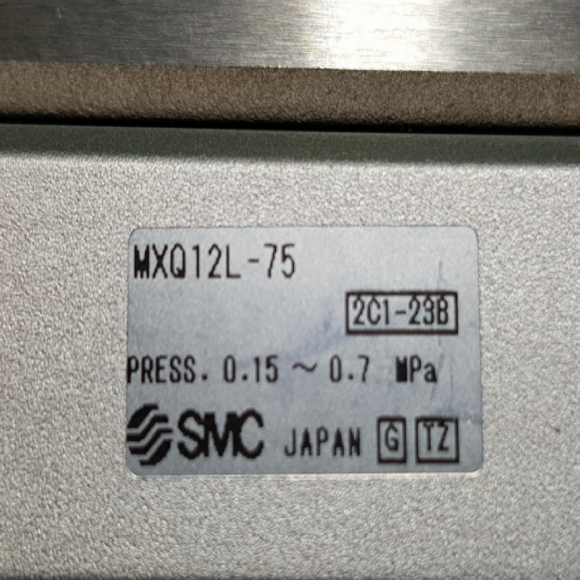 MXQ12L-75
2C1-23B
PRESS. 0.15 ~ 0.7 MPa
SMC JAPAN G TZ